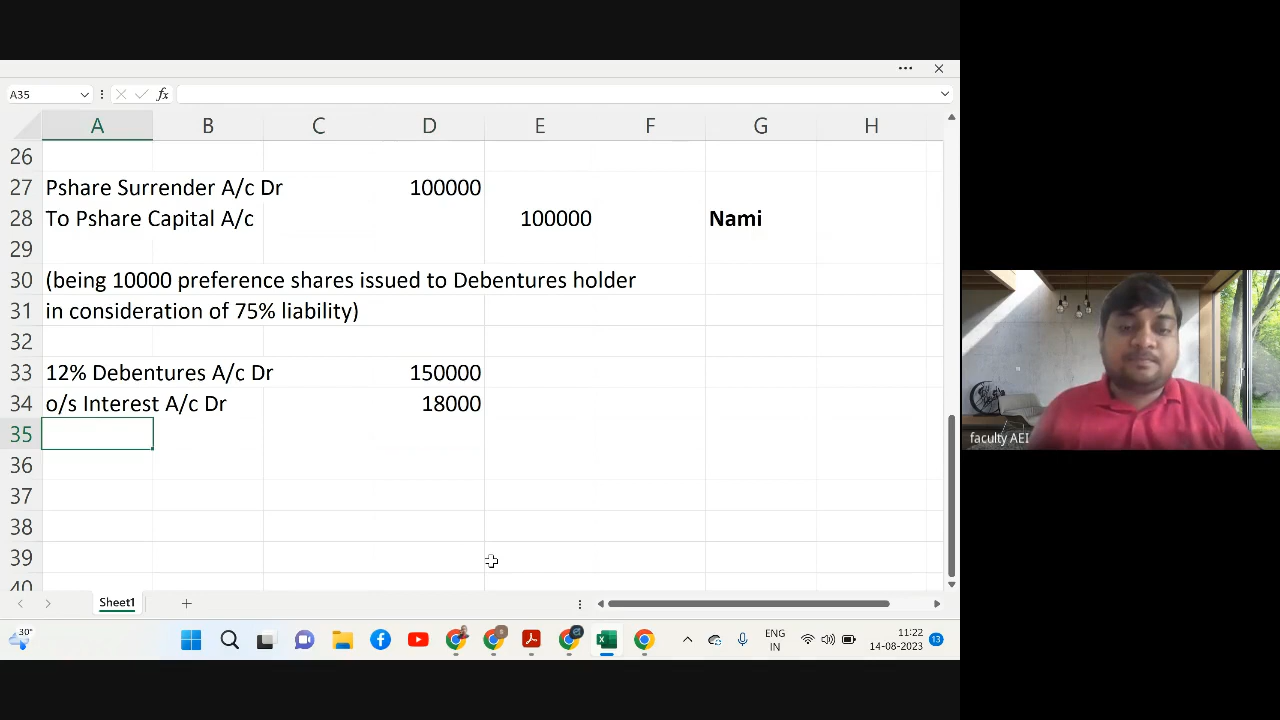 A35
fx
A B C D E F G H
26
27 Pshare Surrender A/c Dr 100000
28 To Pshare Capital A/c 100000 Nami
29
30 (being 10000 preference shares issued to Debentures holder
31 in consideration of 75% liability)
32
33 12% Debentures A/c Dr 150000
34 o/s Interest A/c Dr 18000
35
36
37
38
39
40
faculty AEI
Sheet1
30°
ENG
IN
11:22
14-08-2023
13